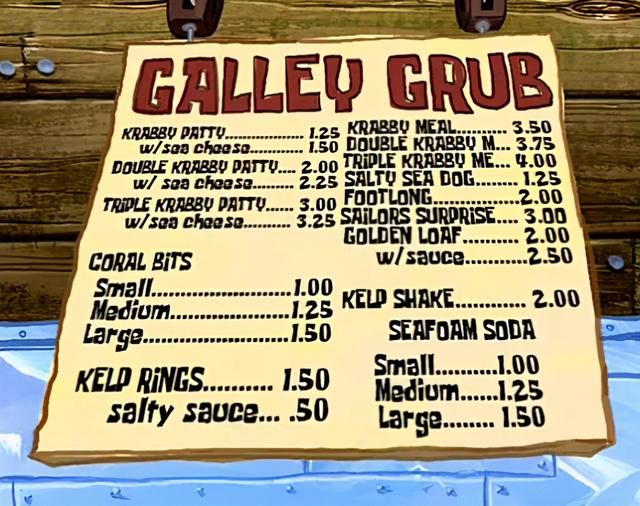 GALLEY GRUB
KRABBY PATTY.................. 1.25
w/sea cheese............. 1.50
DOUBLE KRABBY PATTY.... 2.00
w/ sea cheese............ 2.25
TRIPLE KRABBY PATTY...... 3.00
w/sea cheese............ 3.25
CORAL BITS
Small.........................1.00
Medium.....................1.25
Large..........................1.50
KELP RINGS.......... 1.50
salty sauce... .50
KRABBY MEAL.......... 3.50
DOUBLE KRABBY M... 3.75
TRIPLE KRABBY ME... 4.00
SALTY SEA DOG........ 1.25
FOOTLONG................2.00
SAILORS SURPRISE.... 3.00
GOLDEN LOAF........... 2.00
w/sauce...........2.50
KELP SHAKE............. 2.00
SEAFOAM SODA
Small...........1.00
Medium......1.25
Large......... 1.50